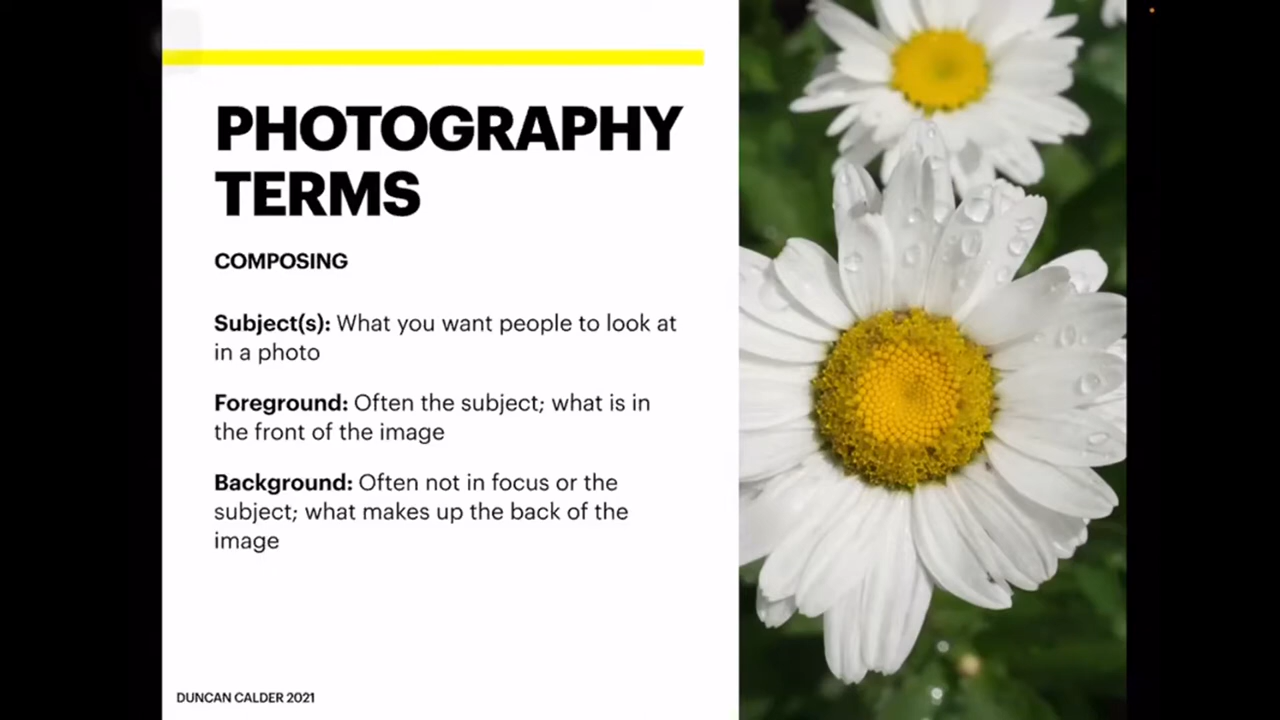 PHOTOGRAPHY
TERMS
COMPOSING
Subject(s): What you want people to look at
in a photo
Foreground: Often the subject; what is in
the front of the image
Background: Often not in focus or the
subject; what makes up the back of the
image
DUNCAN CALDER 2021